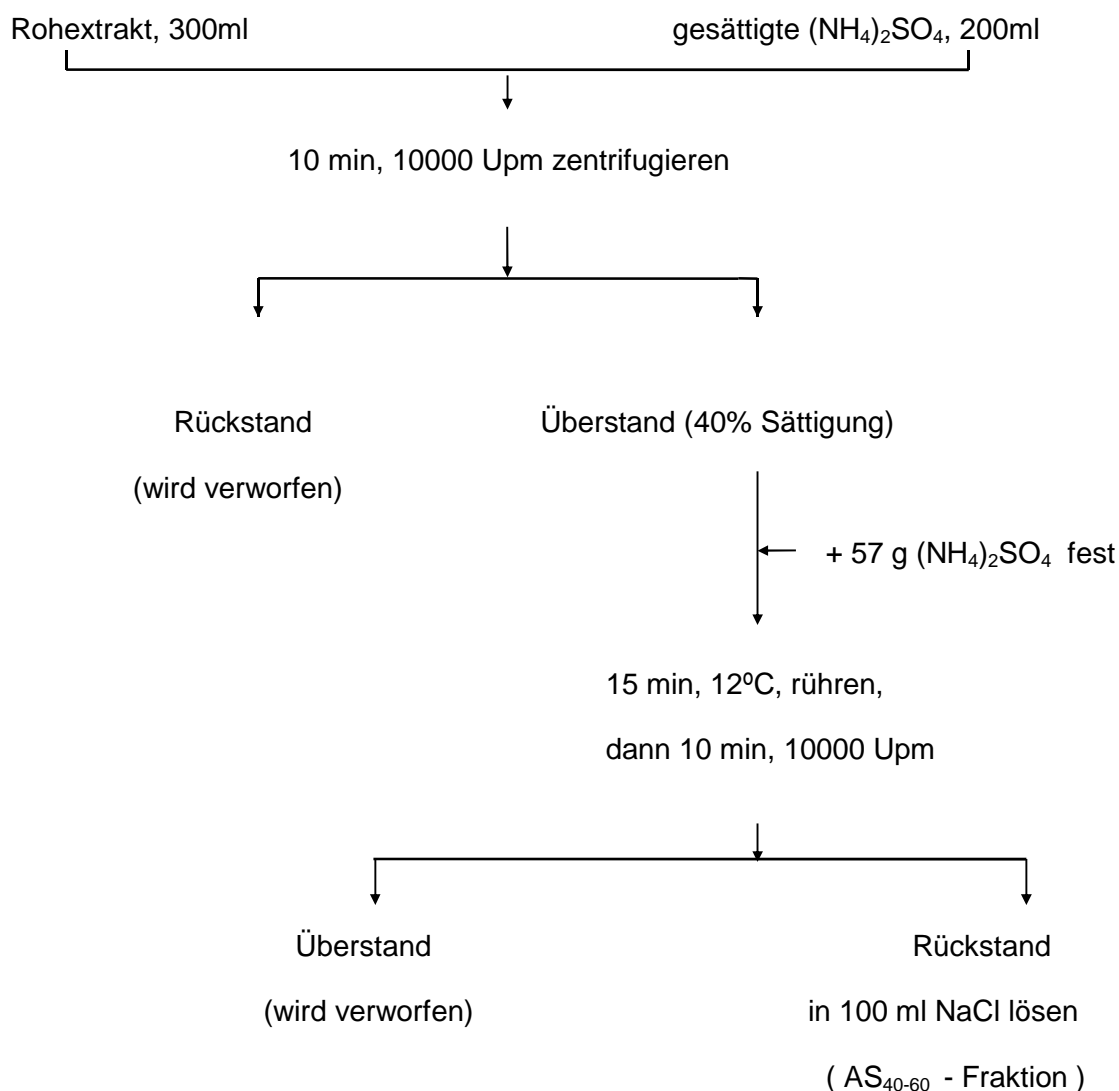 Rohextrakt, 300ml
gesättigte (NH₄)₂SO₄, 200ml
10 min, 10000 Upm zentrifugieren
Rückstand
(wird verworfen)
Überstand (40% Sättigung)
+ 57 g (NH₄)₂SO₄ fest
15 min, 12ºC, rühren,
dann 10 min, 10000 Upm
Überstand
(wird verworfen)
Rückstand
in 100 ml NaCl lösen
( AS₄₀₋₆₀ - Fraktion )